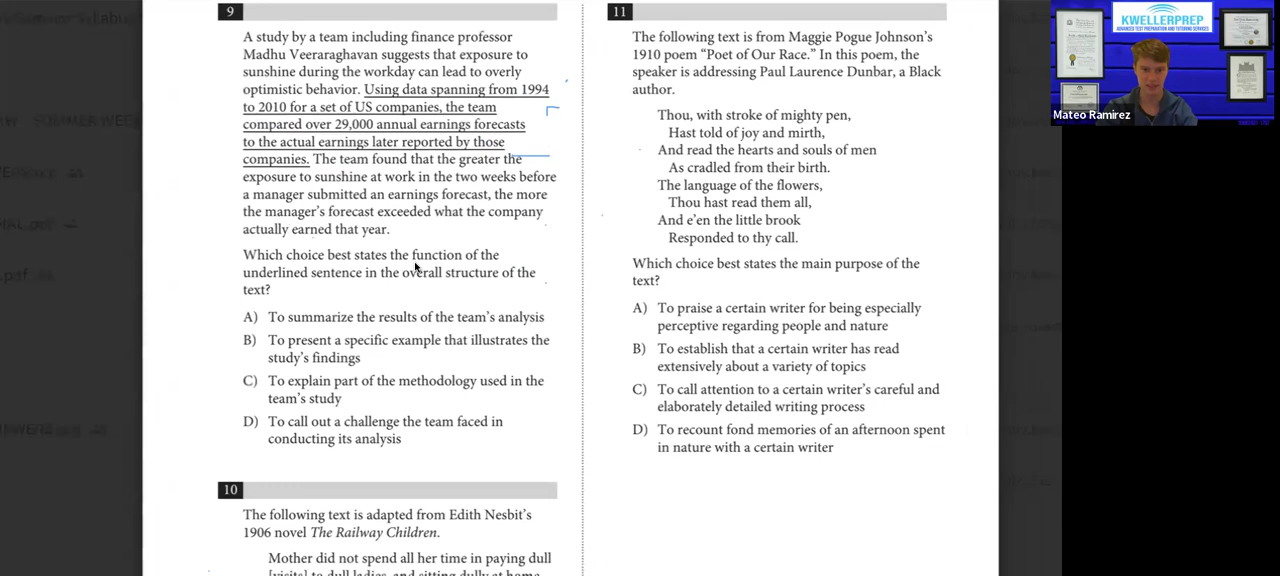 9
A study by a team including finance professor
Madhu Veeraraghavan suggests that exposure to
sunshine during the workday can lead to overly
optimistic behavior. Using data spanning from 1994
to 2010 for a set of US companies, the team
compared over 29,000 annual earnings forecasts
to the actual earnings later reported by those
companies. The team found that the greater the
exposure to sunshine at work in the two weeks before
a manager submitted an earnings forecast, the more
the manager's forecast exceeded what the company
actually earned that year.
Which choice best states the function of the
underlined sentence in the overall structure of the
text?
A) To summarize the results of the team's analysis
B) To present a specific example that illustrates the
study's findings
C) To explain part of the methodology used in the
team's study
D) To call out a challenge the team faced in
conducting its analysis
10
The following text is adapted from Edith Nesbit's
1906 novel The Railway Children.
Mother did not spend all her time in paying dull
[visits] to dull ladies, and sitting dully at home
11
The following text is from Maggie Pogue Johnson's
1910 poem “Poet of Our Race.” In this poem, the
speaker is addressing Paul Laurence Dunbar, a Black
author.
Thou, with stroke of mighty pen,
Hast told of joy and mirth,
And read the hearts and souls of men
As cradled from their birth.
The language of the flowers,
Thou hast read them all,
And e'en the little brook
Responded to thy call.
Which choice best states the main purpose of the
text?
A) To praise a certain writer for being especially
perceptive regarding people and nature
B) To establish that a certain writer has read
extensively about a variety of topics
C) To call attention to a certain writer's careful and
elaborately detailed writing process
D) To recount fond memories of an afternoon spent
in nature with a certain writer
KWELLERPREP
ADVANCED TEST PREPARATION AND TUTORING SERVICES
Mateo Ramirez